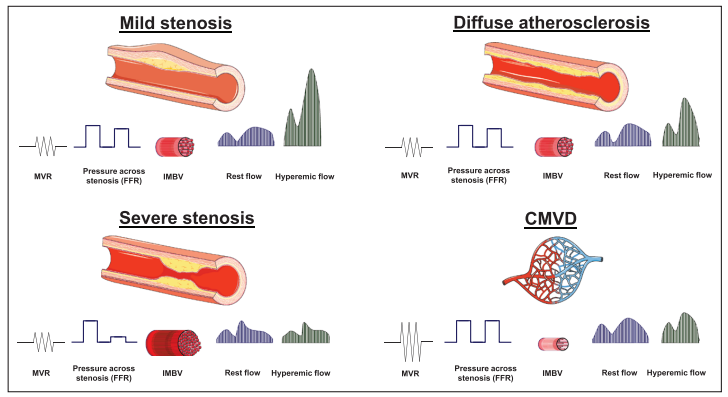 Mild stenosis
MVR
Pressure across
stenosis (FFR)
IMBV
Rest flow
Hyperemic flow
Diffuse atherosclerosis
MVR
Pressure across
stenosis (FFR)
IMBV
Rest flow
Hyperemic flow
Severe stenosis
MVR
Pressure across
stenosis (FFR)
IMBV
Rest flow
Hyperemic flow
CMVD
MVR
Pressure across
stenosis (FFR)
IMBV
Rest flow
Hyperemic flow